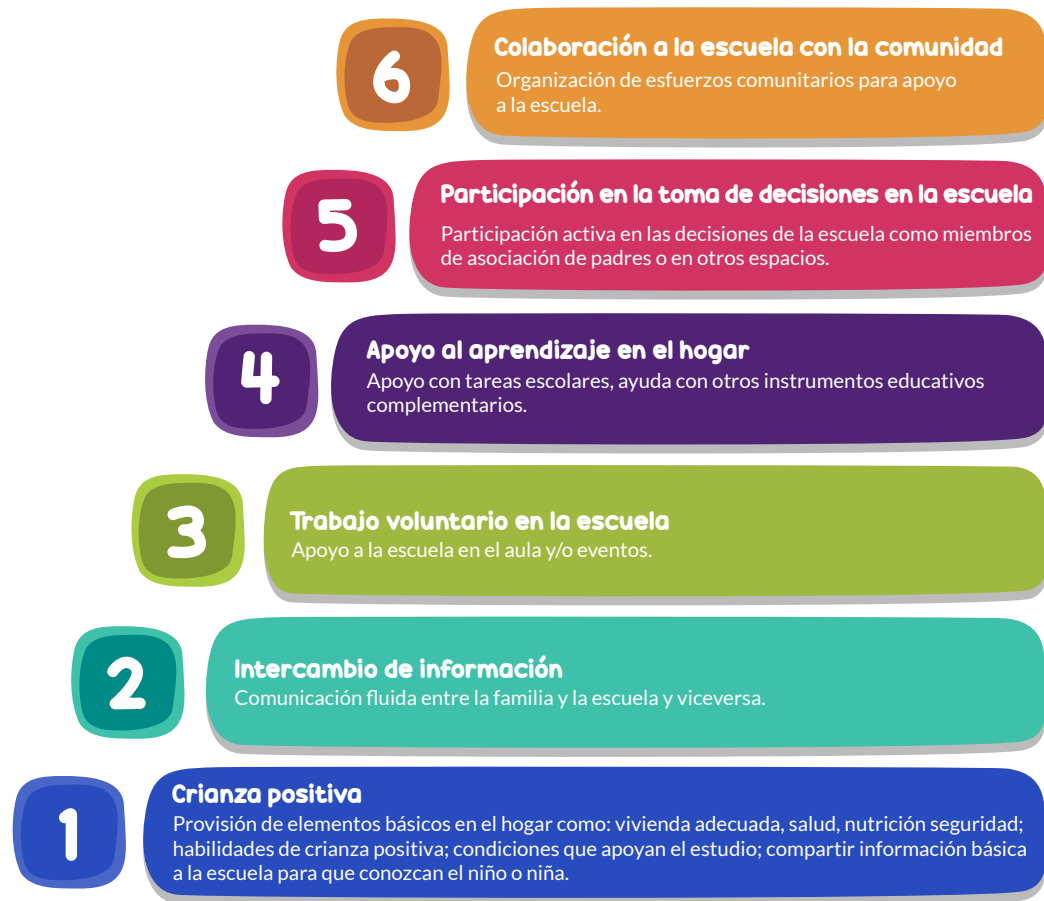 6
Colaboración a la escuela con la comunidad
Organización de esfuerzos comunitarios para apoyo
a la escuela.
5
Participación en la toma de decisiones en la escuela
Participación activa en las decisiones de la escuela como miembros
de asociación de padres o en otros espacios.
4
Apoyo al aprendizaje en el hogar
Apoyo con tareas escolares, ayuda con otros instrumentos educativos
complementarios.
3
Trabajo voluntario en la escuela
Apoyo a la escuela en el aula y/o eventos.
2
Intercambio de información
Comunicación fluida entre la familia y la escuela y viceversa.
1
Crianza positiva
Provisión de elementos básicos en el hogar como: vivienda adecuada, salud, nutrición seguridad;
habilidades de crianza positiva; condiciones que apoyan el estudio; compartir información básica
a la escuela para que conozcan el niño o niña.